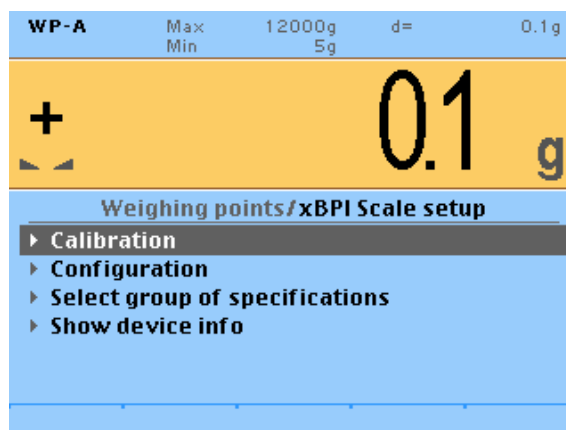 WP-A Max 12000g d= 0.1g
Min 5g
+ 0.1 g
Weighing points/xBPI Scale setup
Calibration
Configuration
Select group of specifications
Show device info